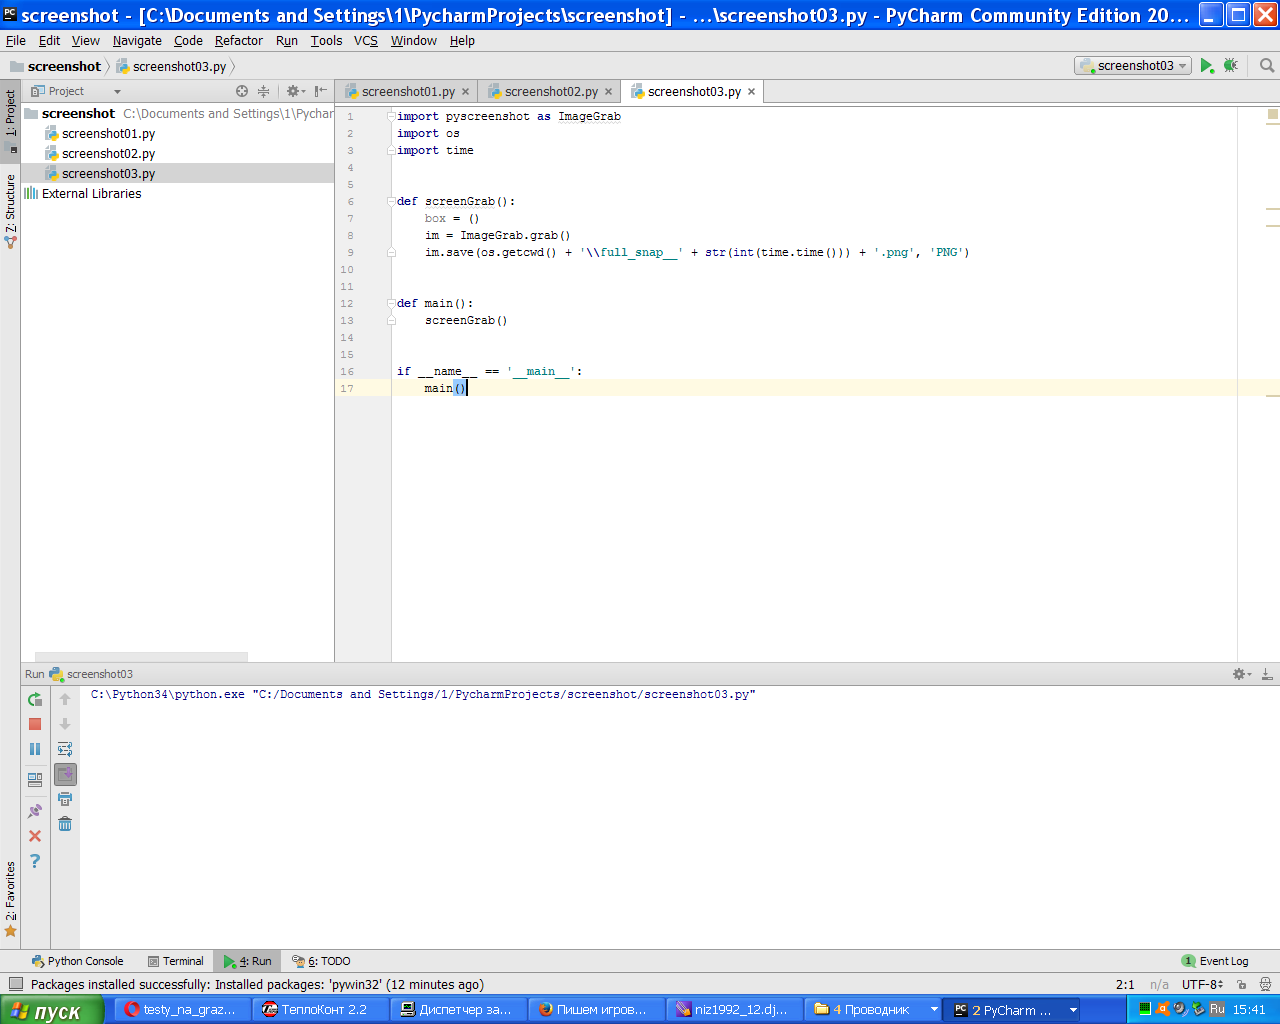 screenshot - [C:\Documents and Settings\1\PycharmProjects\screenshot] - ...\screenshot03.py - PyCharm Community Edition 20...
File Edit View Navigate Code Refactor Run Tools VCS Window Help
screenshot screenshot03.py screenshot03
1: Project
Z: Structure
2: Favorites
Project
screenshot C:\Documents and Settings\1\Pychar
screenshot01.py
screenshot02.py
screenshot03.py
External Libraries
screenshot01.py screenshot02.py screenshot03.py
1 import pyscreenshot as ImageGrab
2 import os
3 import time
4
5
6 def screenGrab():
7 box = ()
8 im = ImageGrab.grab()
9 im.save(os.getcwd() + '\\full_snap__' + str(int(time.time())) + '.png', 'PNG')
10
11
12 def main():
13 screenGrab()
14
15
16 if __name__ == '__main__':
17 main()
Run screenshot03
C:\Python34\python.exe "C:/Documents and Settings/1/PycharmProjects/screenshot/screenshot03.py"
Python Console Terminal 4: Run 6: TODO 1 Event Log
Packages installed successfully: Installed packages: 'pywin32' (12 minutes ago) 2:1 n/a UTF-8
пуск testy_na_graz... ТеплоКонт 2.2 Диспетчер за... Пишем игров... niz1992_12.dj... 4 Проводник 2 PyCharm ... Ru 15:41